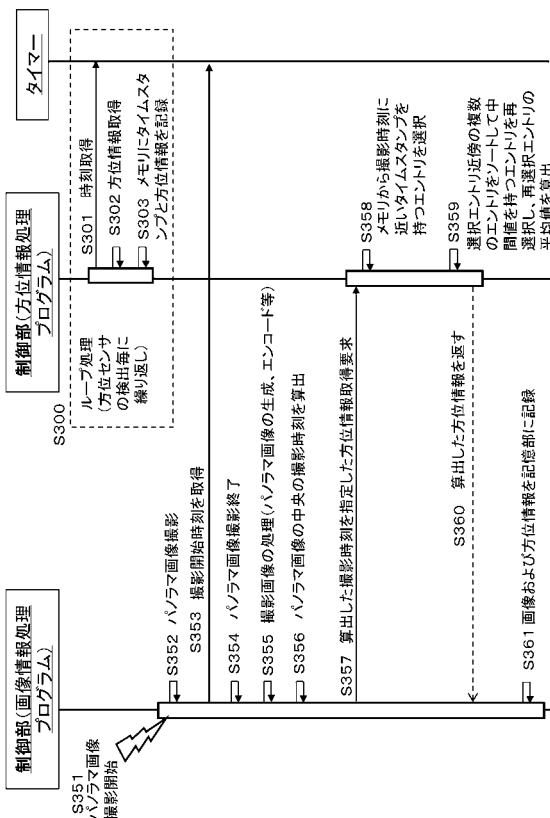 制御部(画像情報処理
プログラム)
制御部(方位情報処理
プログラム)
タイマー
S300
ループ処理
(方位センサ
の検出毎に
繰り返し)
S301 時刻取得
S302 方位情報取得
S303 メモリにタイムスタ
ンプと方位情報を記録
S351
パノラマ画像
撮影開始
S352 パノラマ画像撮影
S353 撮影開始時刻を取得
S354 パノラマ画像撮影終了
S355 撮影画像の処理(パノラマ画像の生成、エンコード等)
S356 パノラマ画像の中央の撮影時刻を算出
S357 算出した撮影時刻を指定した方位情報取得要求
S358
メモリから撮影時刻に
近いタイムスタンプを
持つエントリを選択
S359
選択エントリ近傍の複数
のエントリをソートして中
間値を持つエントリを再
選択し、再選択エントリの
平均値を算出
S360 算出した方位情報を返す
S361 画像および方位情報を記憶部に記録